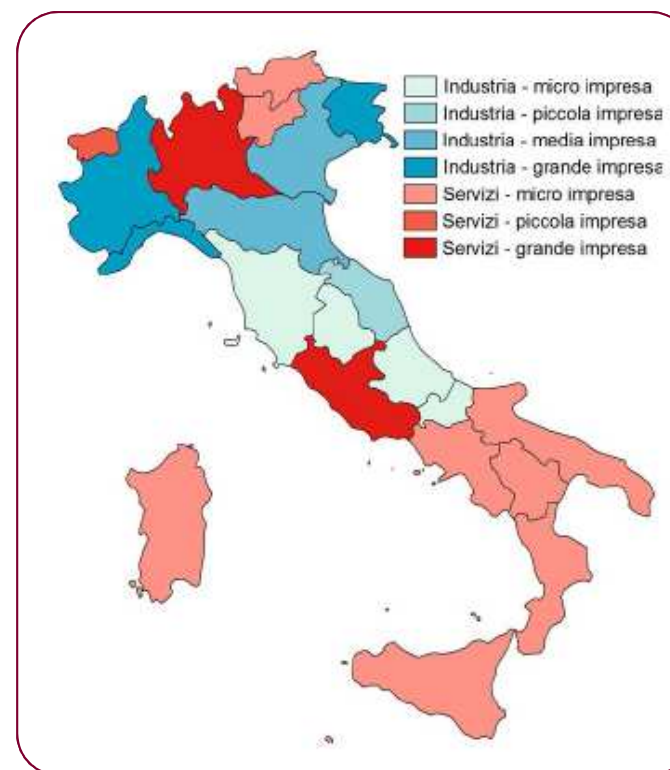 Industria - micro impresa
Industria - piccola impresa
Industria - media impresa
Industria - grande impresa
Servizi - micro impresa
Servizi - piccola impresa
Servizi - grande impresa